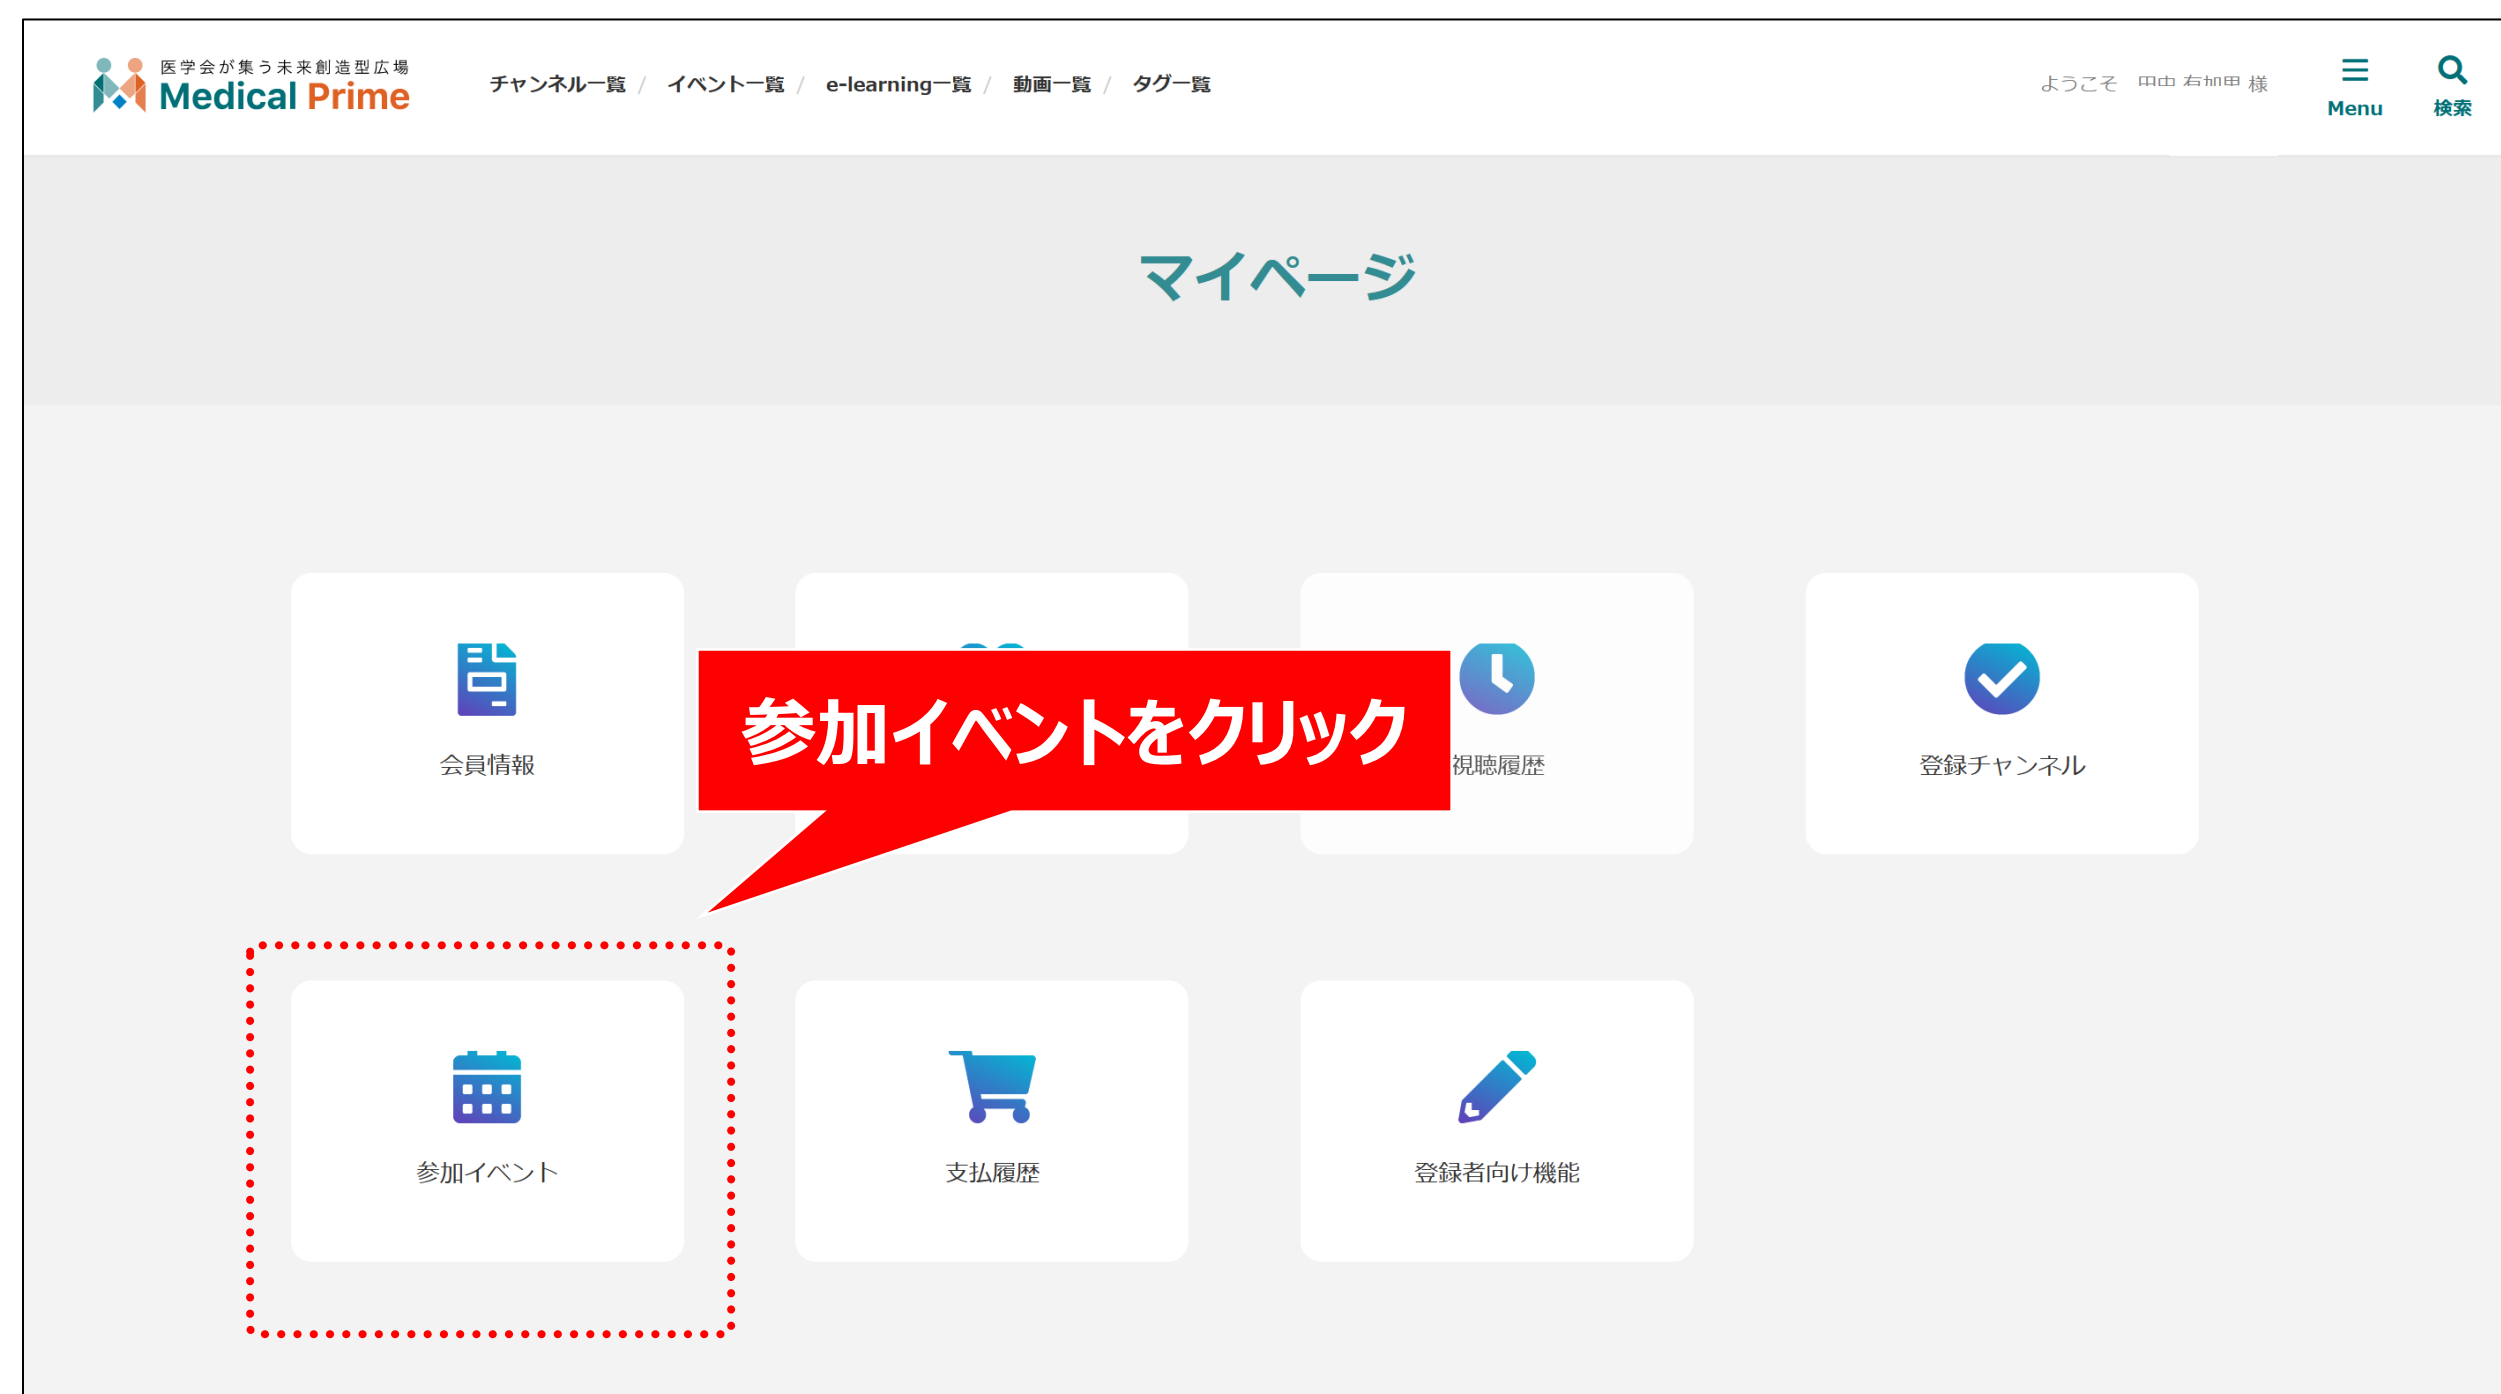 医学会が集う未来創造型広場
Medical Prime
チャンネル一覧 / イベント一覧 / e-learning一覧 / 動画一覧 / タグ一覧
ようこそ 様
Menu
検索
マイページ
会員情報
参加イベントをクリック
視聴履歴
登録チャンネル
参加イベント
支払履歴
登録者向け機能